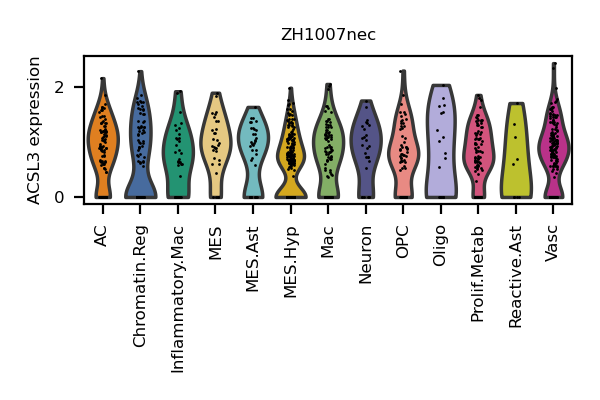 ZH1007nec
ACSL3 expression
2
0
AC
Chromatin.Reg
Inflammatory.Mac
MES
MES.Ast
MES.Hyp
Mac
Neuron
OPC
Oligo
Prolif.Metab
Reactive.Ast
Vasc